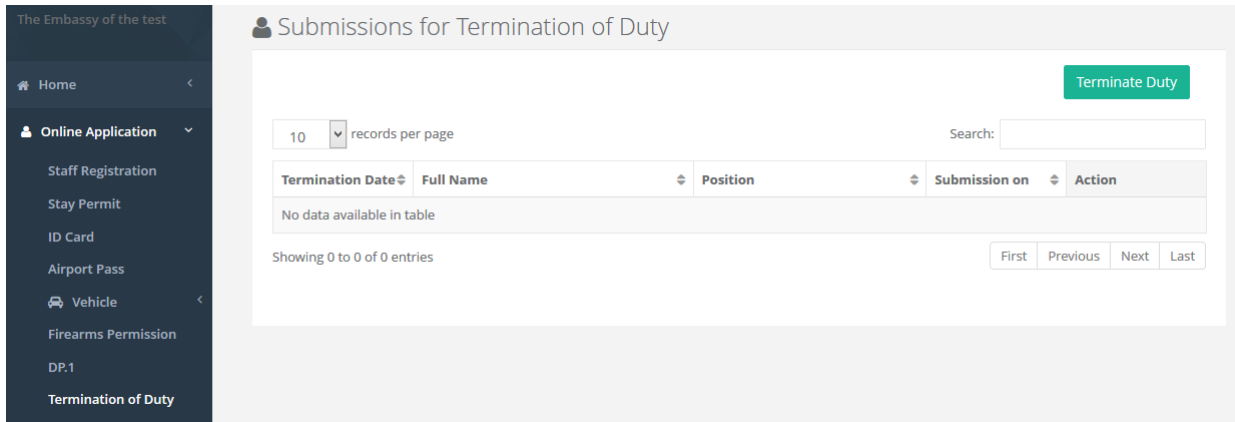 The Embassy of the test
Home
Online Application
Staff Registration
Stay Permit
ID Card
Airport Pass
Vehicle
Firearms Permission
DP.1
Termination of Duty
Submissions for Termination of Duty
Terminate Duty
10 records per page
Search:
Termination Date Full Name Position Submission on Action
No data available in table
Showing 0 to 0 of 0 entries
First Previous Next Last